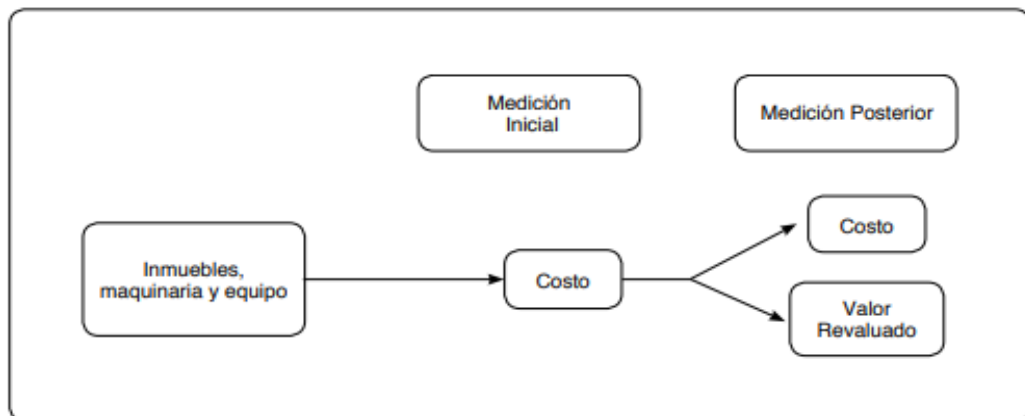 Medición
Inicial
Medición Posterior
Inmuebles,
maquinaria y equipo
Costo
Costo
Valor
Revaluado